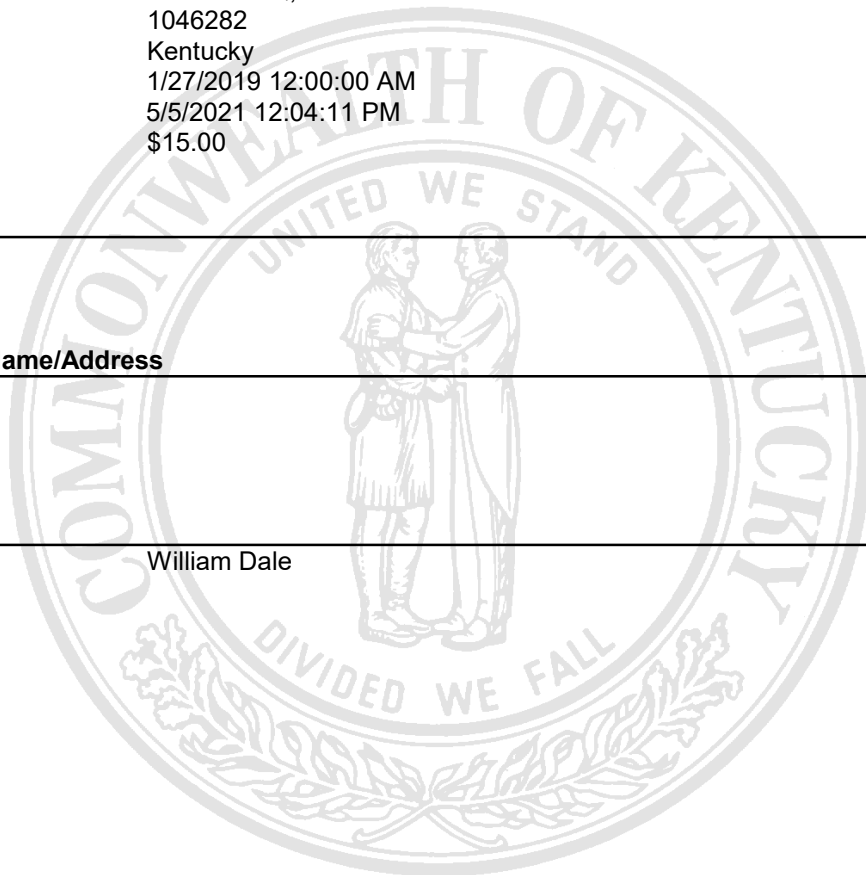 1046282
Kentucky
1/27/2019 12:00:00 AM
5/5/2021 12:04:11 PM
$15.00
COMMONWEALTH OF KENTUCKY
UNITED WE STAND
ame/Address
William Dale
DIVIDED WE FALL